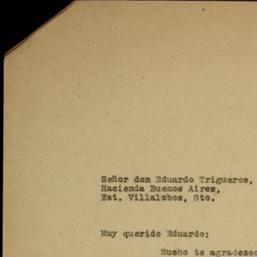 Señor don Eduardo Trigueros,
Hacienda Buenos Aires,
Est. Villalobos, Gto.
Muy querido Eduardo:
Mucho te agradezco